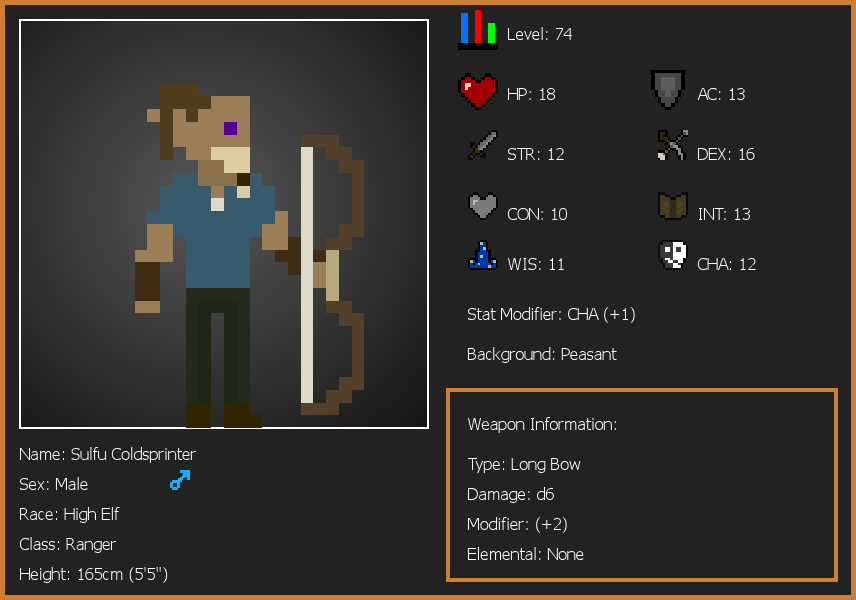 Level: 74
HP: 18
AC: 13
STR: 12
DEX: 16
CON: 10
INT: 13
WIS: 11
CHA: 12
Stat Modifier: CHA (+1)
Background: Peasant
Weapon Information:
Type: Long Bow
Damage: d6
Modifier: (+2)
Elemental: None
Name: Sulfu Coldsprinter
Sex: Male
Race: High Elf
Class: Ranger
Height: 165cm (5'5")